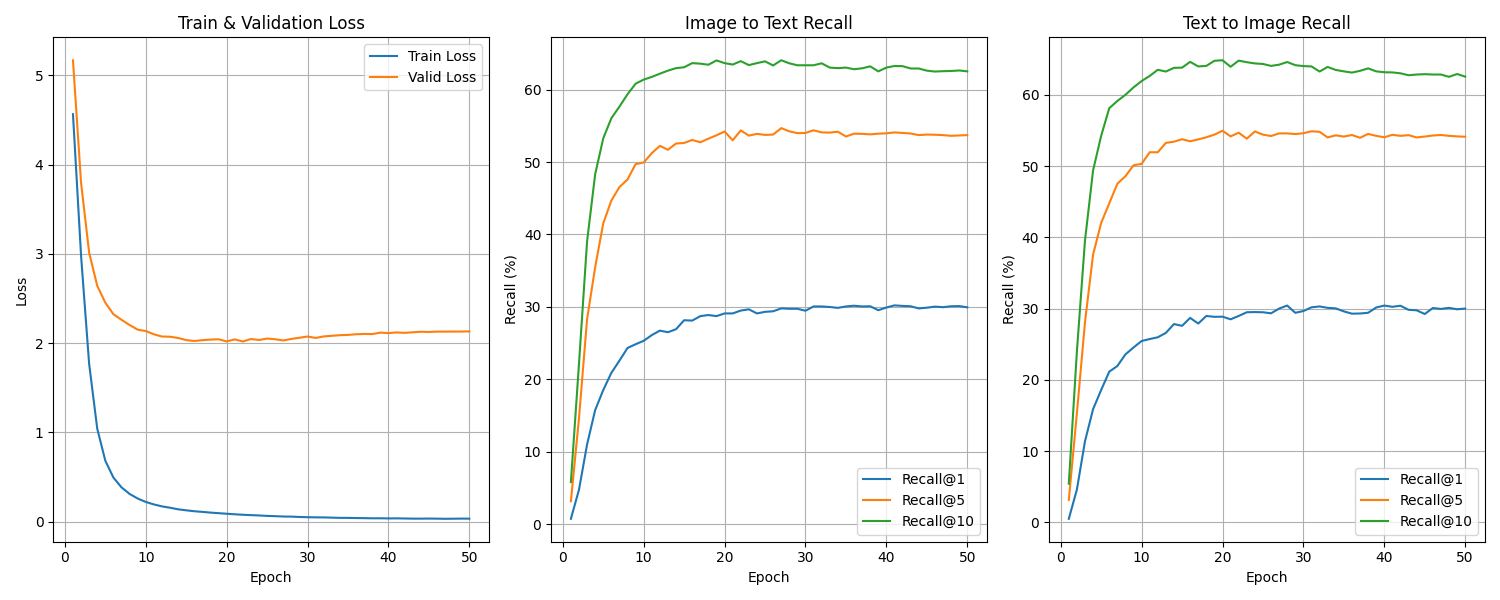 Train & Validation Loss
Train Loss
Valid Loss
5
4
3
2
1
0
Loss
0 10 20 30 40 50
Epoch
Image to Text Recall
60
50
40
30
20
10
0
Recall (%)
Recall@1
Recall@5
Recall@10
0 10 20 30 40 50
Epoch
Text to Image Recall
60
50
40
30
20
10
0
Recall (%)
Recall@1
Recall@5
Recall@10
0 10 20 30 40 50
Epoch